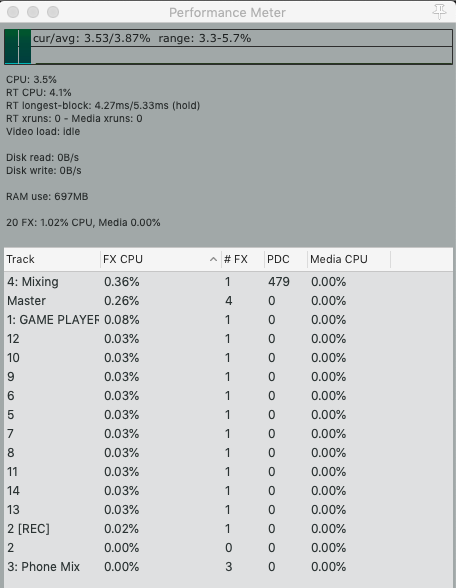 Performance Meter
cur/avg: 3.53/3.87%  range: 3.3-5.7%
CPU: 3.5%
RT CPU: 4.1%
RT longest-block: 4.27ms/5.33ms (hold)
RT xruns: 0 - Media xruns: 0
Video load: idle
Disk read: 0B/s
Disk write: 0B/s
RAM use: 697MB
20 FX: 1.02% CPU, Media 0.00%
Track FX CPU # FX PDC Media CPU
4: Mixing 0.36% 1 479 0.00%
Master 0.26% 4 0 0.00%
1: GAME PLAYER 0.08% 1 0 0.00%
12 0.03% 1 0 0.00%
10 0.03% 1 0 0.00%
9 0.03% 1 0 0.00%
6 0.03% 1 0 0.00%
5 0.03% 1 0 0.00%
7 0.03% 1 0 0.00%
8 0.03% 1 0 0.00%
11 0.03% 1 0 0.00%
14 0.03% 1 0 0.00%
13 0.03% 1 0 0.00%
2 [REC] 0.02% 1 0 0.00%
2 0.00% 0 0 0.00%
3: Phone Mix 0.00% 3 0 0.00%